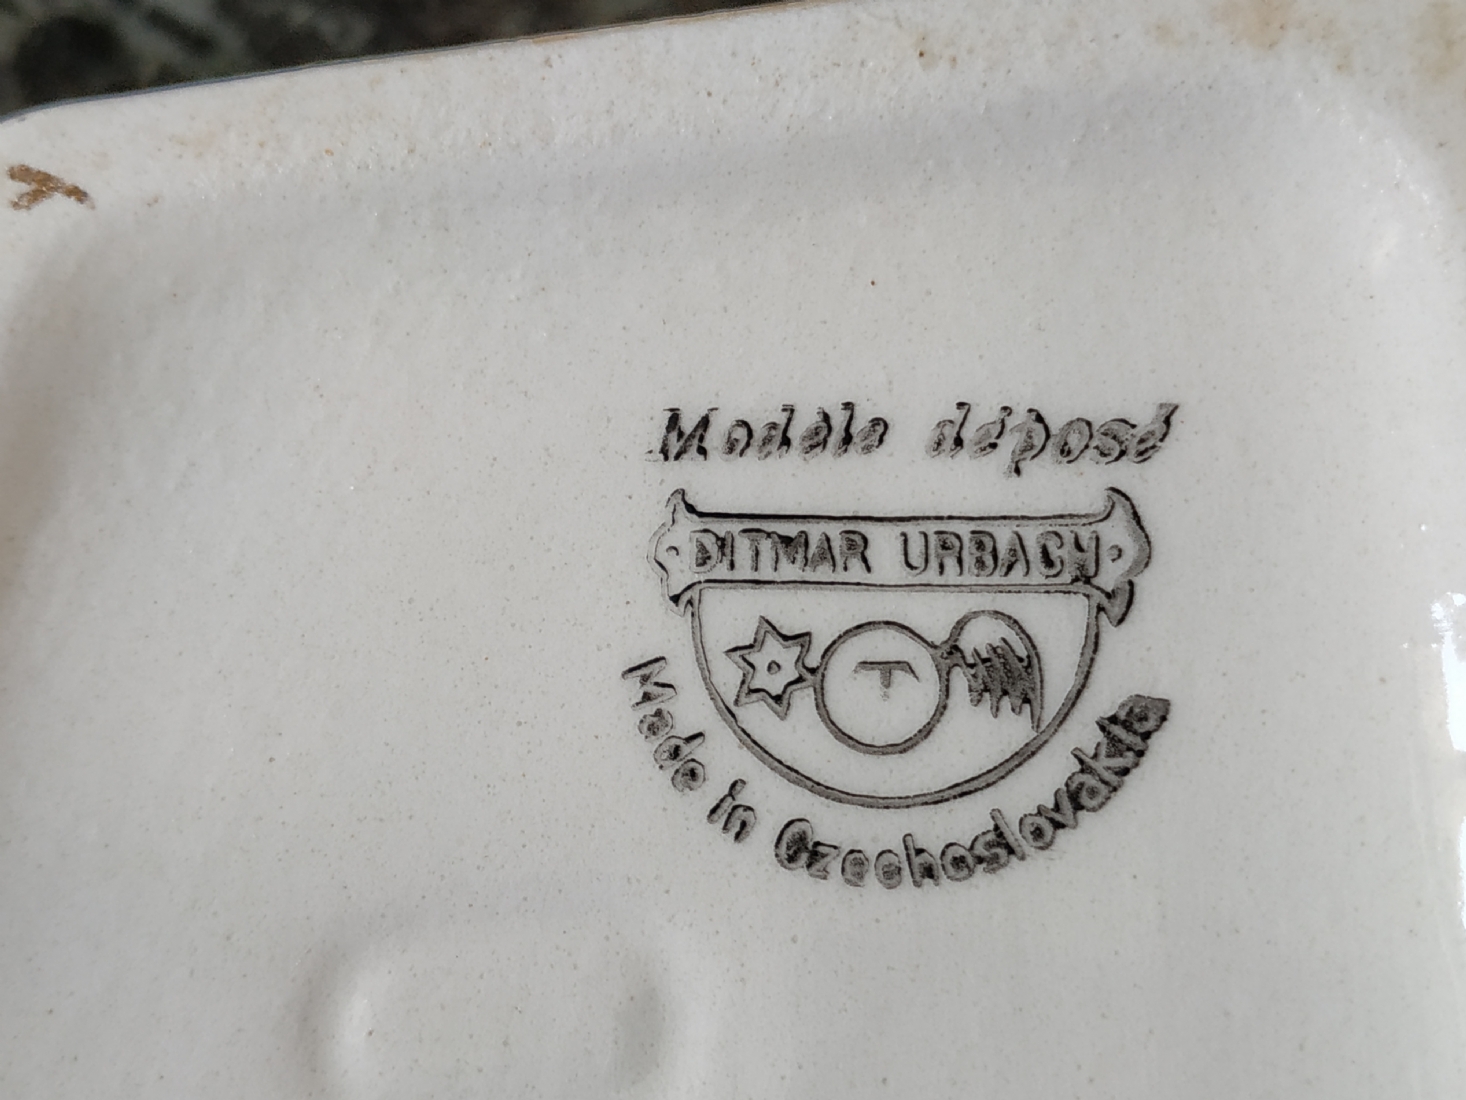 Modèle déposé
DITMAR URBACH
T
Made in Czechoslovakia